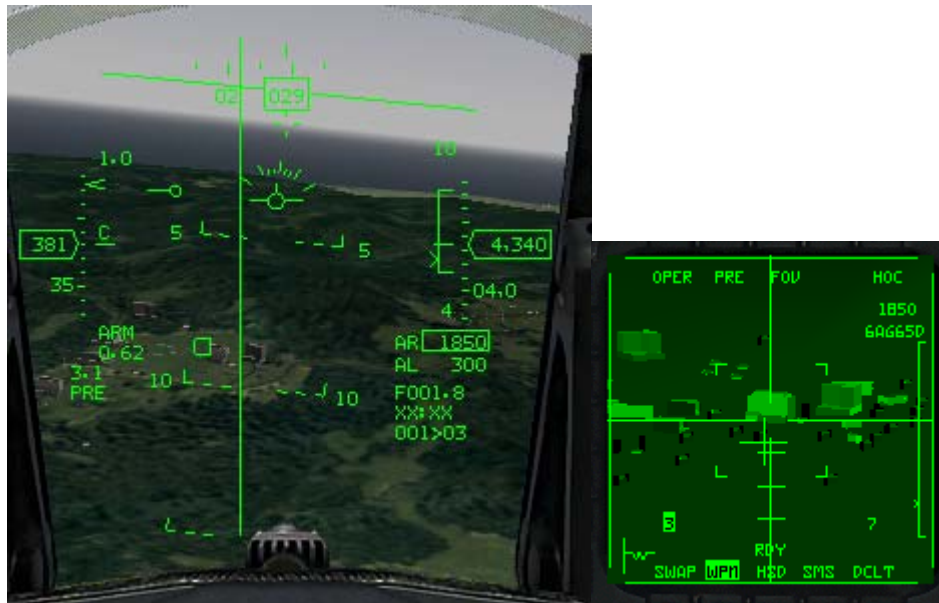 02 029
1.0
10
5 5
381 C 4,340
35 04.0
4
ARM
0.62
3.1
PRE
10 10
AR 1850
AL 300
F001.8
XX:XX
001>03
OPER PRE FOV HOC
1850
6AG65D
3 7
RDY
SWAP WPN HSD SMS DCLT